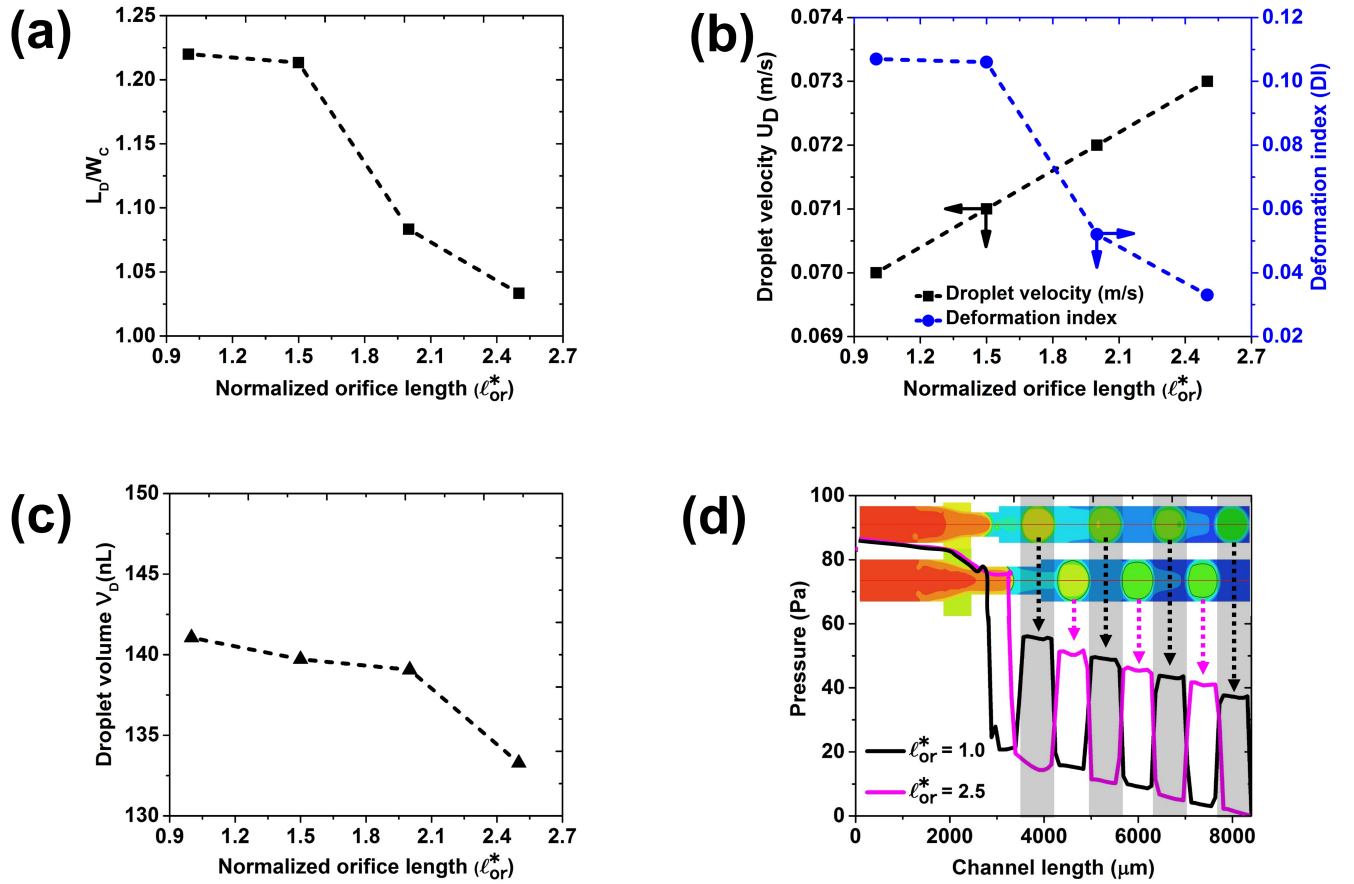 (a)
1.25
1.20
1.15
1.10
1.05
1.00
L_D/W_C
0.9 1.2 1.5 1.8 2.1 2.4 2.7
Normalized orifice length (ℓ*or)
(b)
0.074
0.073
0.072
0.071
0.070
0.069
Droplet velocity U_D (m/s)
0.12
0.10
0.08
0.06
0.04
0.02
Deformation index (DI)
Droplet velocity (m/s)
Deformation index
0.9 1.2 1.5 1.8 2.1 2.4 2.7
Normalized orifice length (ℓ*or)
(c)
150
145
140
135
130
Droplet volume V_D(nL)
0.9 1.2 1.5 1.8 2.1 2.4 2.7
Normalized orifice length (ℓ*or)
(d)
100
80
60
40
20
0
Pressure (Pa)
ℓ*or = 1.0
ℓ*or = 2.5
0 2000 4000 6000 8000
Channel length (μm)